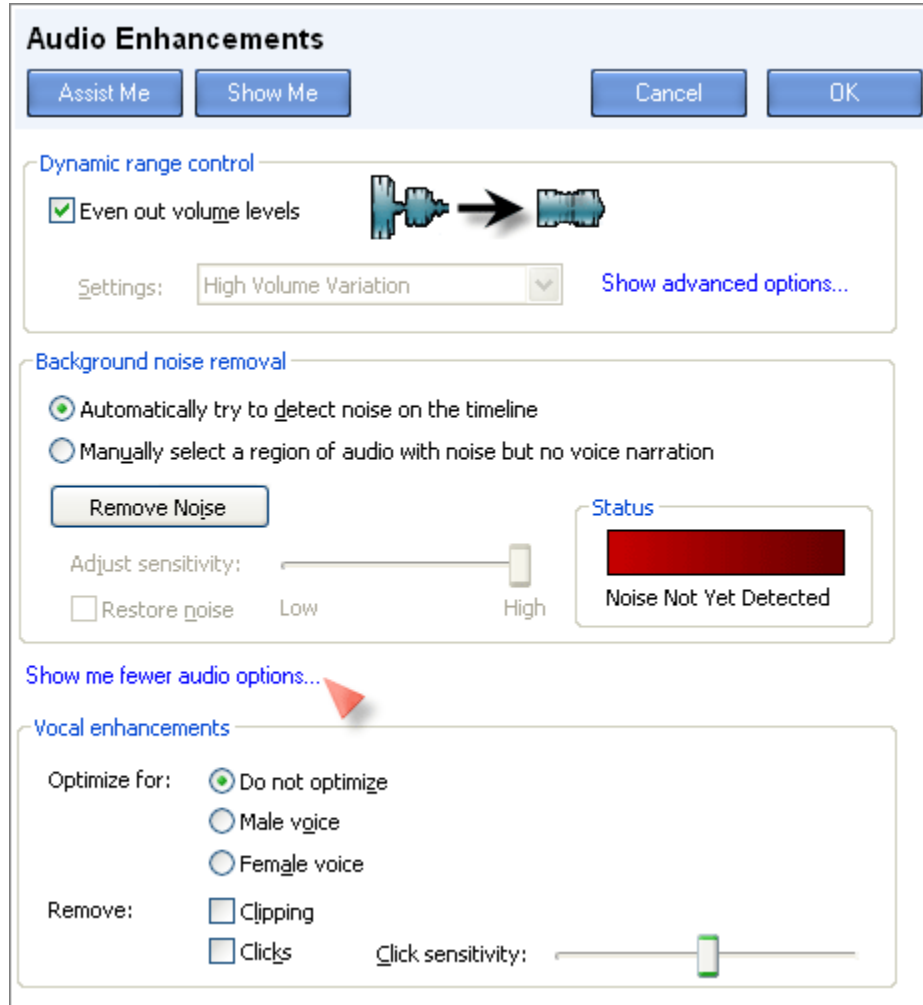 Audio Enhancements
Assist Me Show Me Cancel OK
Dynamic range control
Even out volume levels
Settings: High Volume Variation Show advanced options...
Background noise removal
Automatically try to detect noise on the timeline
Manually select a region of audio with noise but no voice narration
Remove Noise
Status
Adjust sensitivity:
Noise Not Yet Detected
Restore noise Low High
Show me fewer audio options...
Vocal enhancements
Optimize for: Do not optimize
Male voice
Female voice
Remove: Clipping
Clicks Click sensitivity: